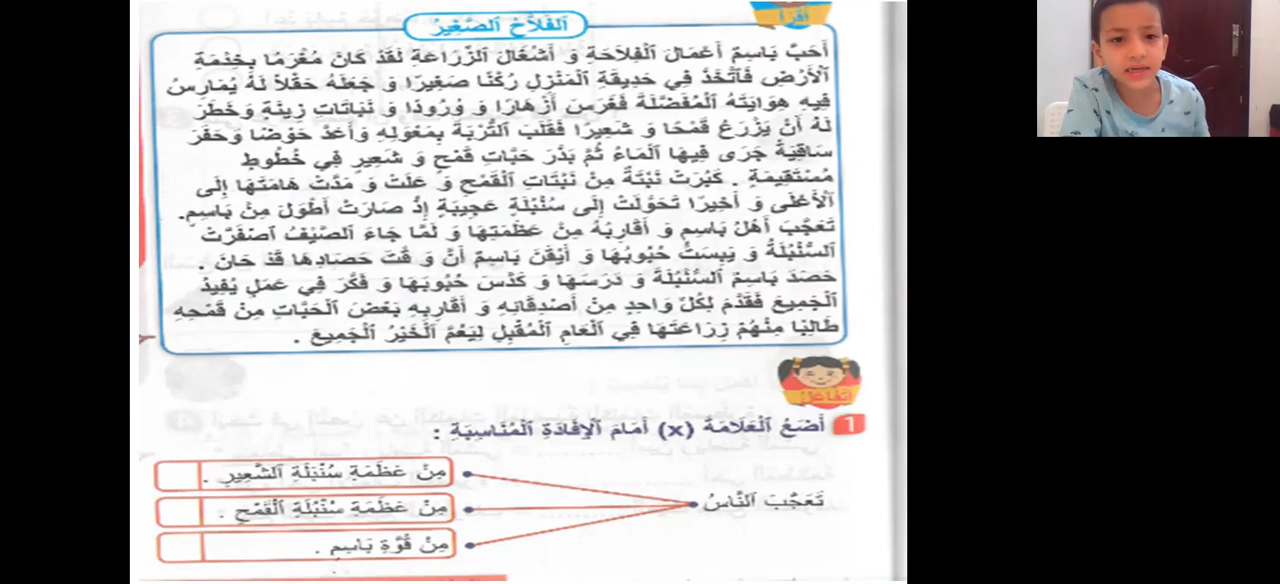 أقرأ
اَلْفَلَّاحُ اَلصَّغِيرُ
أَحَبَّ بَاسِمٌ أَعْمَالَ اَلْفِلَاحَةِ وَ أَشْغَالَ اَلزِّرَاعَةِ لَقَدْ كَانَ مُغْرَمًا بِخِدْمَةِ
اَلْأَرْضِ فَاَتَّخَذَ فِي حَدِيقَةِ اَلْمَنْزِلِ رُكْنًا صَغِيرًا وَ جَعَلَهُ حَقْلًا لَهُ يُمَارِسُ
فِيهِ هِوَايَتَهُ اَلْمُفَضَّلَةَ فَغَرَسَ أَزْهَارًا وَ وُرُودًا وَ نَبَاتَاتِ زِينَةٍ وَ خَطَرَ
لَهُ أَنْ يَزْرَعَ قَمْحًا وَ شَعِيرًا فَقَلَبَ اَلتُّرْبَةَ بِمِعْوَلِهِ وَ أَعَدَّ حَوْضًا وَ حَفَرَ
سَاقِيَةً جَرَى فِيهَا اَلْمَاءُ ثُمَّ بَذَرَ حَبَّاتِ قَمْحٍ وَ شَعِيرٍ فِي خُطُوطٍ
مُسْتَقِيمَةٍ . كَبُرَتْ نَبْتَةٌ مِنْ نَبْتَاتِ اَلْقَمْحِ وَ عَلَتْ وَ مَدَّتْ هَامَتَهَا إِلَى
اَلْأَعْلَى وَ أَخِيرًا تَحَوَّلَتْ إِلَى سُنْبُلَةٍ عَجِيبَةٍ إِذْ صَارَتْ أَطْوَلَ مِنْ بَاسِمٍ.
تَعَجَّبَ أَهْلُ بَاسِمٍ وَ أَقَارِبُهُ مِنْ عَظَمَتِهَا وَ لَمَّا جَاءَ اَلصَّيْفُ اَصْفَرَّتْ
اَلسُّنْبُلَةُ وَ يَبِسَتْ حُبُوبُهَا وَ أَيْقَنَ بَاسِمٌ أَنَّ وَ قْتَ حَصَادِهَا قَدْ حَانَ .
حَصَدَ بَاسِمٌ اَلسُّنْبُلَةَ وَ دَرَسَهَا وَ كَدَّسَ حُبُوبَهَا وَ فَكَّرَ فِي عَمَلٍ يُفِيدُ
اَلْجَمِيعَ فَقَدَّمَ لِكُلِّ وَاحِدٍ مِنْ أَصْدِقَائِهِ وَ أَقَارِبِهِ بَعْضَ اَلْحَبَّاتِ مِنْ قَمْحِهِ
طَالِبًا مِنْهُمْ زِرَاعَتَهَا فِي اَلْعَامِ اَلْمُقْبِلِ لِيَعُمَّ اَلْخَيْرُ اَلْجَمِيعَ .
أتفاعل
1 أَضَعُ اَلْعَلَامَةَ (x) أَمَامَ اَلْإِفَادَةِ اَلْمُنَاسِبَةِ :
مِنْ عَظَمَةِ سُنْبُلَةِ اَلشَّعِيرِ .
تَعَجَّبَ اَلنَّاسُ
مِنْ عَظَمَةِ سُنْبُلَةِ اَلْقَمْحِ .
مِنْ قُوَّةِ بَاسِمٍ .